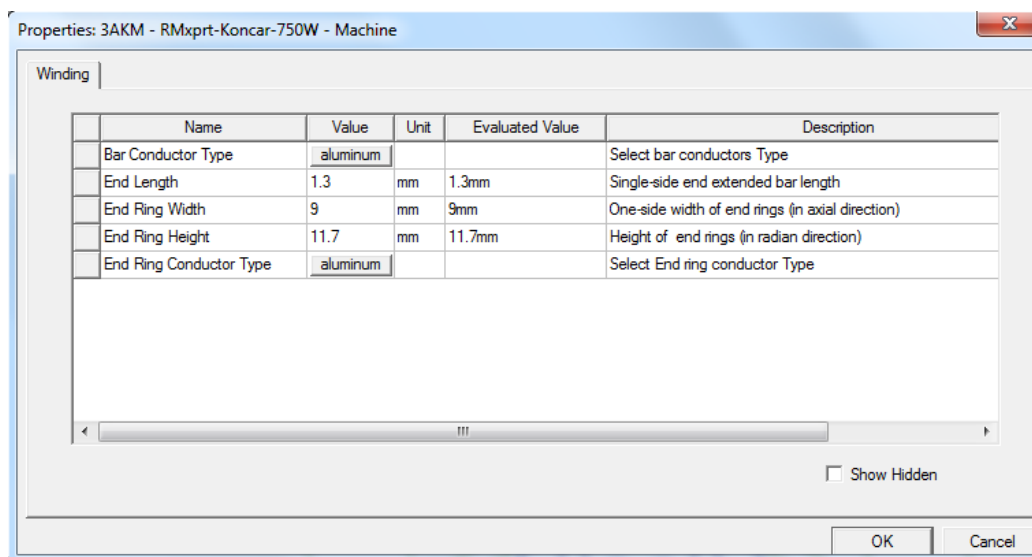 Properties: 3AKM - RMxprt-Koncar-750W - Machine
Winding
Name Value Unit Evaluated Value Description
Bar Conductor Type aluminum Select bar conductors Type
End Length 1.3 mm 1.3mm Single-side end extended bar length
End Ring Width 9 mm 9mm One-side width of end rings (in axial direction)
End Ring Height 11.7 mm 11.7mm Height of end rings (in radian direction)
End Ring Conductor Type aluminum Select End ring conductor Type
Show Hidden
OK Cancel